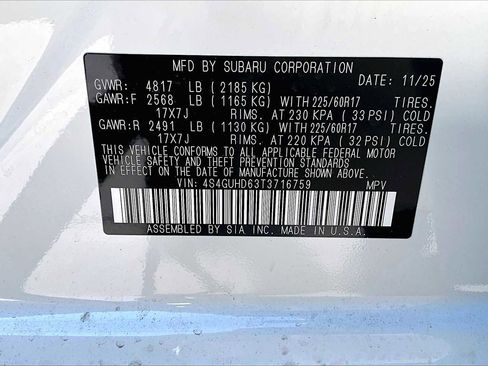 MFD BY SUBARU CORPORATION
GVWR: 4817 LB (2185 KG) DATE: 11/25
GAWR:F 2568 LB (1165 KG) WITH 225/60R17 TIRES.
17X7J RIMS. AT 230 KPA (33 PSI) COLD
GAWR:R 2491 LB (1130 KG) WITH 225/60R17 TIRES.
17X7J RIMS. AT 220 KPA (32 PSI) COLD
THIS VEHICLE CONFORMS TO ALL APPLICABLE FEDERAL MOTOR
VEHICLE SAFETY, BUMPER, AND THEFT PREVENTION STANDARDS
IN EFFECT ON THE DATE OF MANUFACTURE SHOWN ABOVE.
VIN: 4S4GUHD63T3716759 MPV
ASSEMBLED BY SIA INC. MADE IN U.S.A.